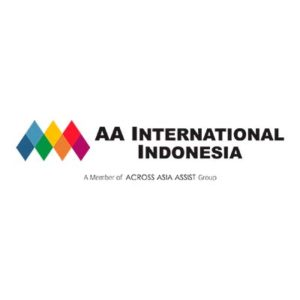 AA INTERNATIONAL
INDONESIA
A Member of ACROSS ASIA ASSIST Group